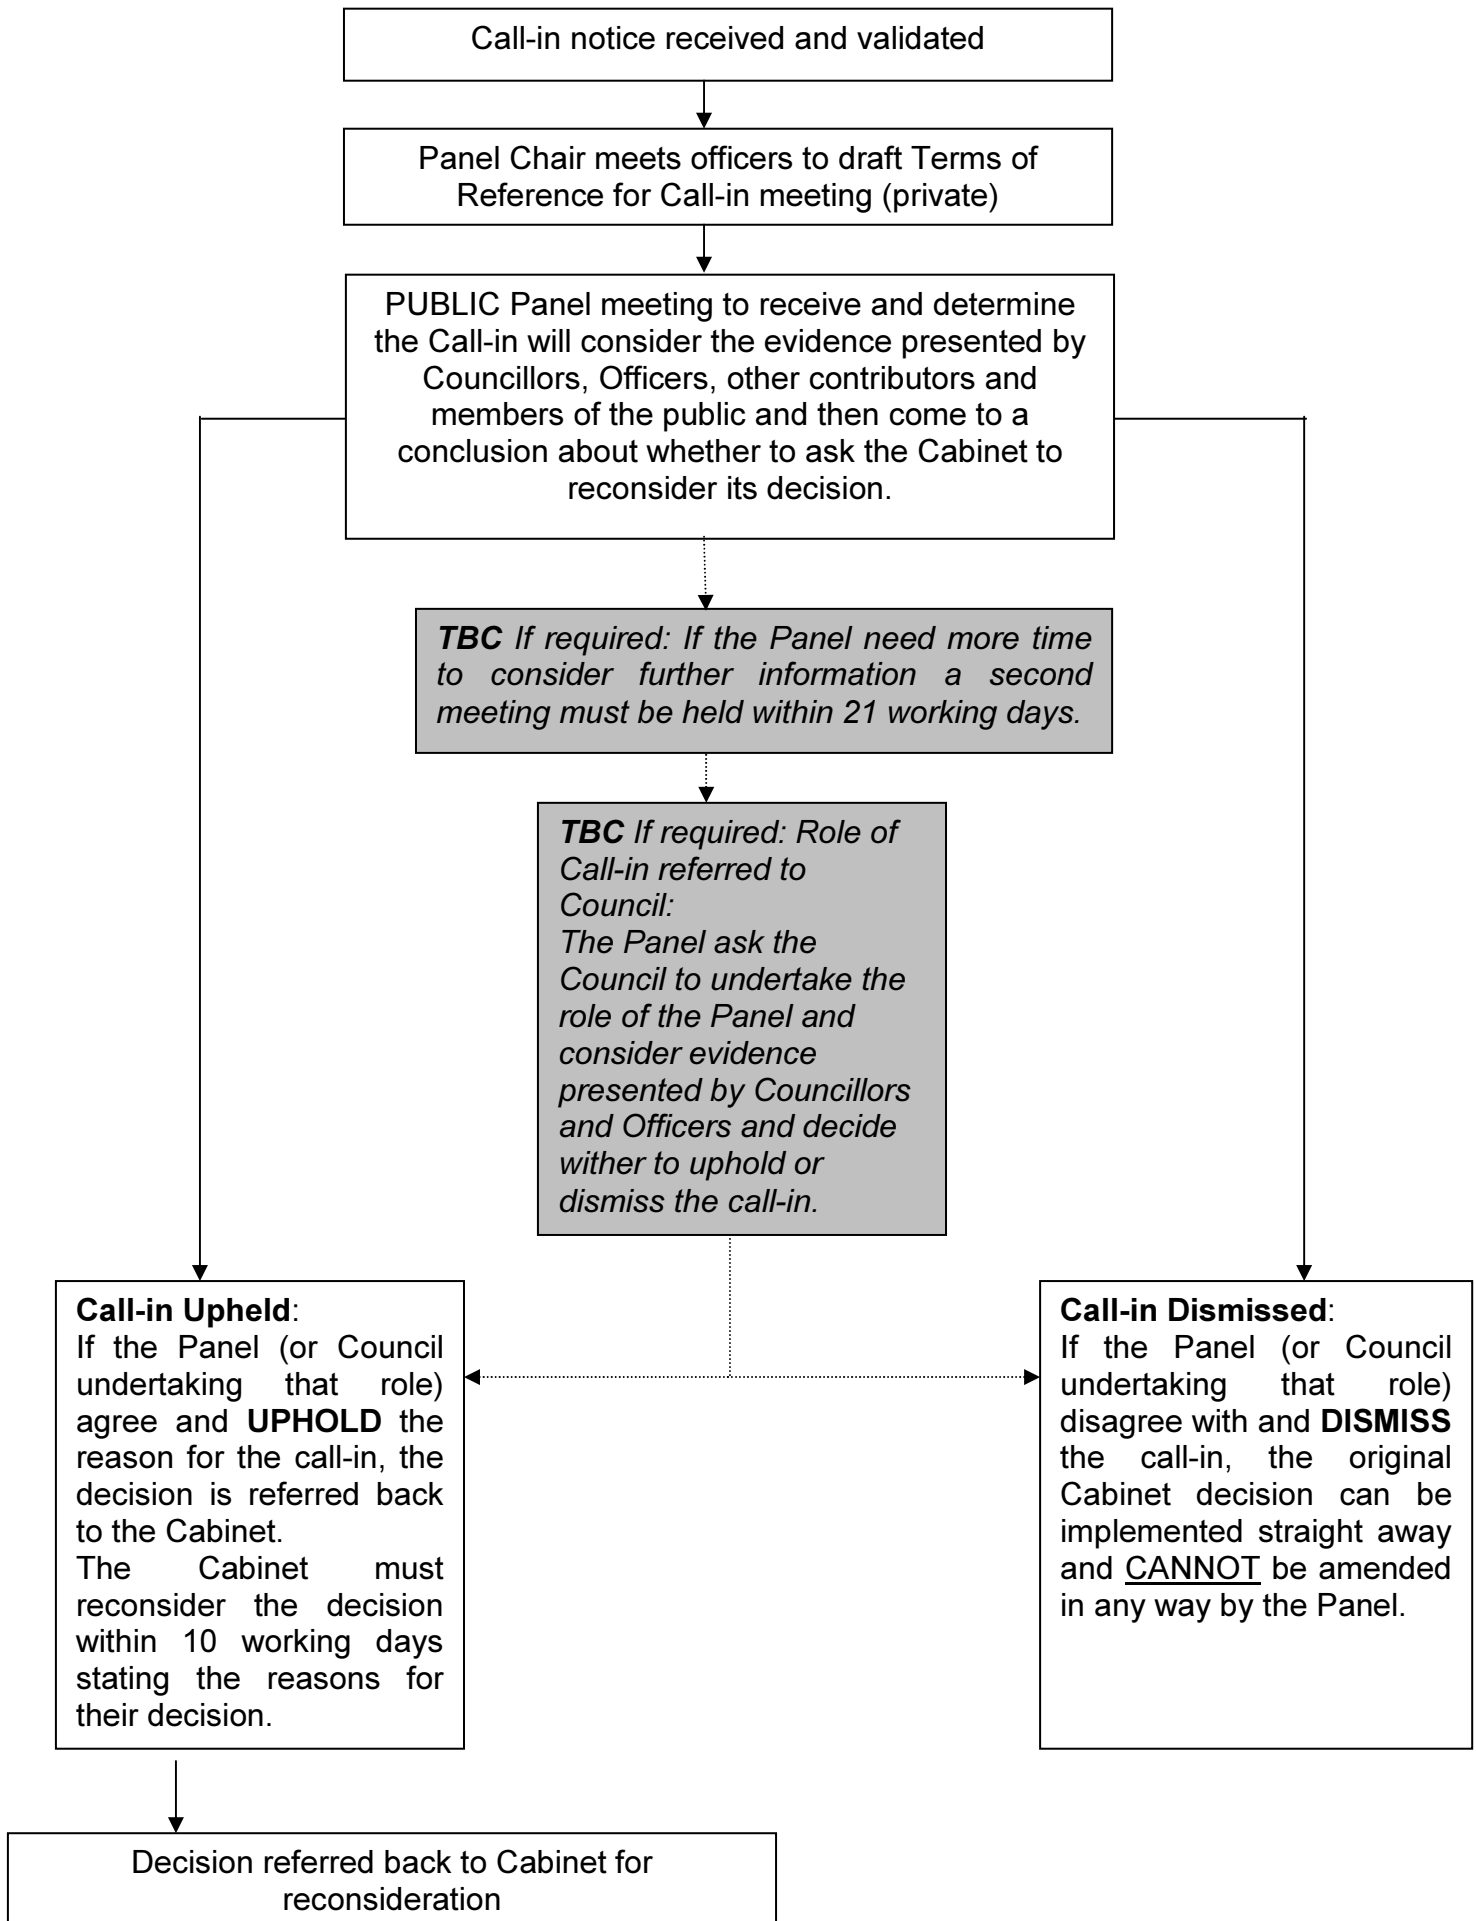 Call-in notice received and validated
Panel Chair meets officers to draft Terms of
Reference for Call-in meeting (private)
PUBLIC Panel meeting to receive and determine
the Call-in will consider the evidence presented by
Councillors, Officers, other contributors and
members of the public and then come to a
conclusion about whether to ask the Cabinet to
reconsider its decision.
TBC If required: If the Panel need more time
to consider further information a second
meeting must be held within 21 working days.
TBC If required: Role of
Call-in referred to
Council:
The Panel ask the
Council to undertake the
role of the Panel and
consider evidence
presented by Councillors
and Officers and decide
wither to uphold or
dismiss the call-in.
Call-in Upheld:
If the Panel (or Council
undertaking that role)
agree and UPHOLD the
reason for the call-in, the
decision is referred back
to the Cabinet.
The Cabinet must
reconsider the decision
within 10 working days
stating the reasons for
their decision.
Call-in Dismissed:
If the Panel (or Council
undertaking that role)
disagree with and DISMISS
the call-in, the original
Cabinet decision can be
implemented straight away
and CANNOT be amended
in any way by the Panel.
Decision referred back to Cabinet for
reconsideration